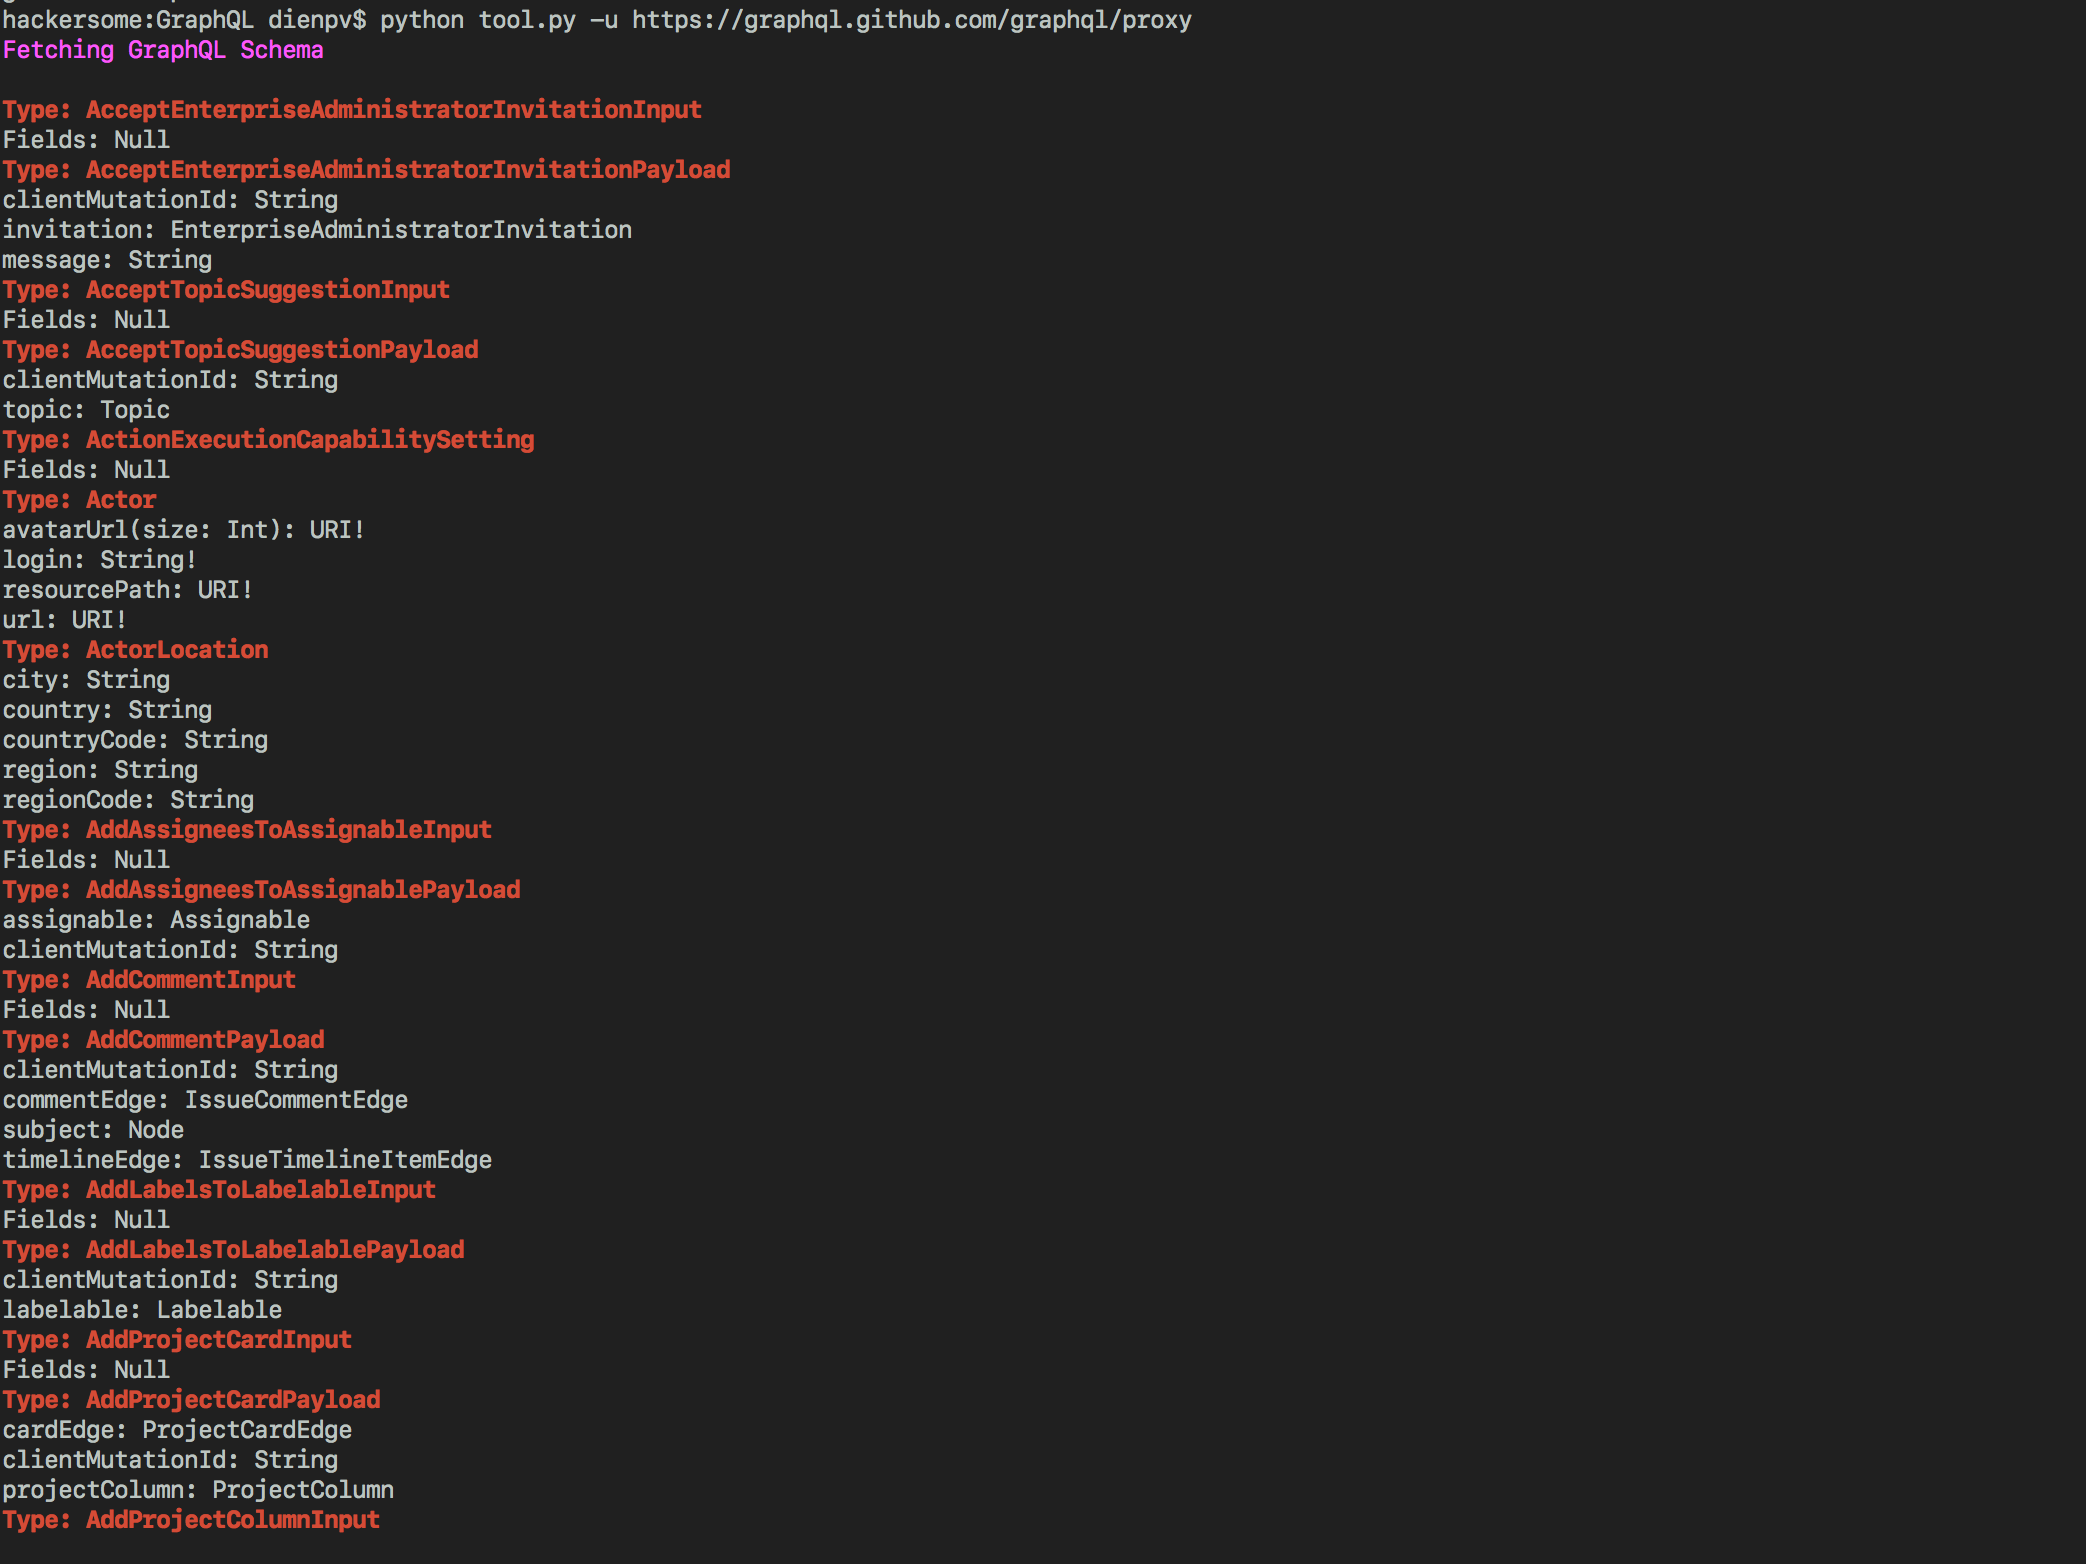 hackersome:GraphQL dienpv$ python tool.py –u https://graphql.github.com/graphql/proxy
Fetching GraphQL Schema
Type: AcceptEnterpriseAdministratorInvitationInput
Fields: Null
Type: AcceptEnterpriseAdministratorInvitationPayload
clientMutationId: String
invitation: EnterpriseAdministratorInvitation
message: String
Type: AcceptTopicSuggestionInput
Fields: Null
Type: AcceptTopicSuggestionPayload
clientMutationId: String
topic: Topic
Type: ActionExecutionCapabilitySetting
Fields: Null
Type: Actor
avatarUrl(size: Int): URI!
login: String!
resourcePath: URI!
url: URI!
Type: ActorLocation
city: String
country: String
countryCode: String
region: String
regionCode: String
Type: AddAssigneesToAssignableInput
Fields: Null
Type: AddAssigneesToAssignablePayload
assignable: Assignable
clientMutationId: String
Type: AddCommentInput
Fields: Null
Type: AddCommentPayload
clientMutationId: String
commentEdge: IssueCommentEdge
subject: Node
timelineEdge: IssueTimelineItemEdge
Type: AddLabelsToLabelableInput
Fields: Null
Type: AddLabelsToLabelablePayload
clientMutationId: String
labelable: Labelable
Type: AddProjectCardInput
Fields: Null
Type: AddProjectCardPayload
cardEdge: ProjectCardEdge
clientMutationId: String
projectColumn: ProjectColumn
Type: AddProjectColumnInput